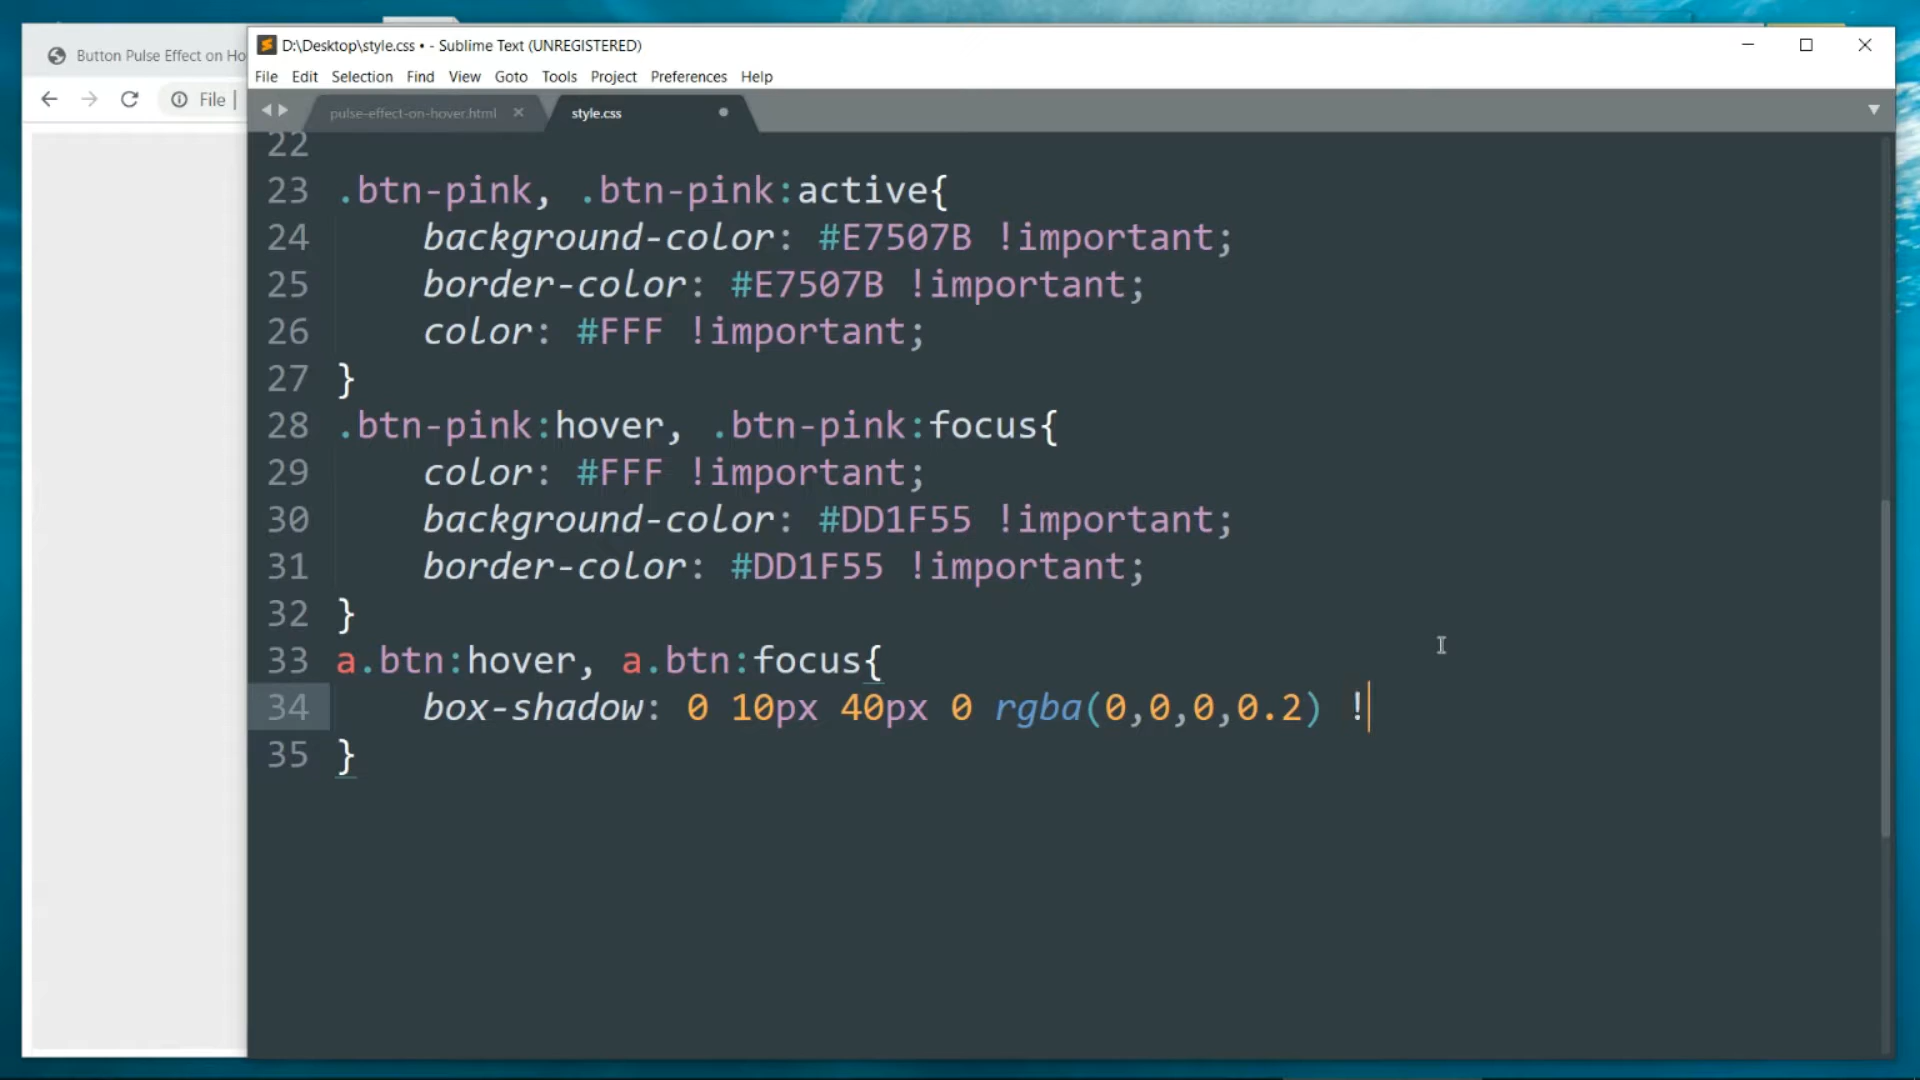 Button Pulse Effect on Ho
File |
D:\Desktop\style.css • - Sublime Text (UNREGISTERED)
File Edit Selection Find View Goto Tools Project Preferences Help
pulse-effect-on-hover.html × style.css
22
23 .btn-pink, .btn-pink:active{
24 background-color: #E7507B !important;
25 border-color: #E7507B !important;
26 color: #FFF !important;
27 }
28 .btn-pink:hover, .btn-pink:focus{
29 color: #FFF !important;
30 background-color: #DD1F55 !important;
31 border-color: #DD1F55 !important;
32 }
33 a.btn:hover, a.btn:focus{
34 box-shadow: 0 10px 40px 0 rgba(0,0,0,0.2) !
35 }